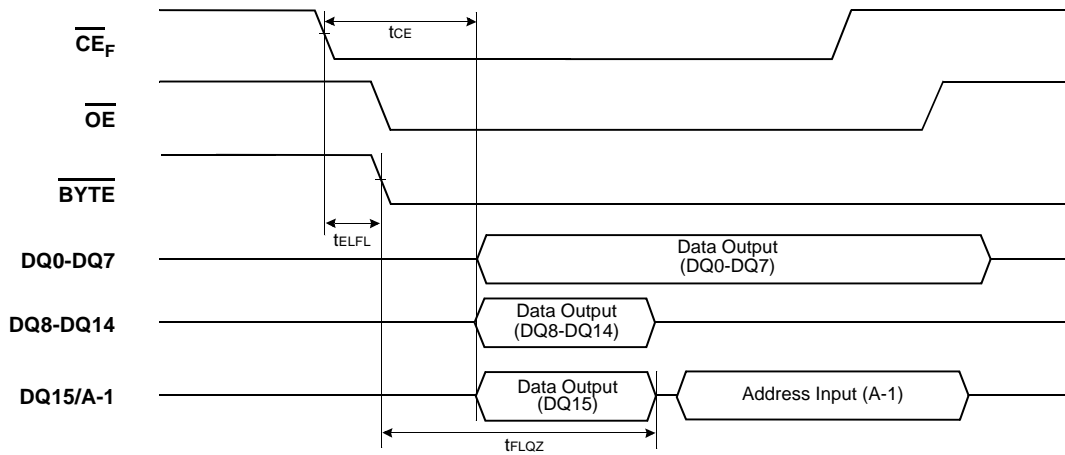 tCE
CEF
OE
BYTE
tELFL
DQ0-DQ7
Data Output
(DQ0-DQ7)
DQ8-DQ14
Data Output
(DQ8-DQ14)
DQ15/A-1
Data Output
(DQ15)
Address Input (A-1)
tFLQZ